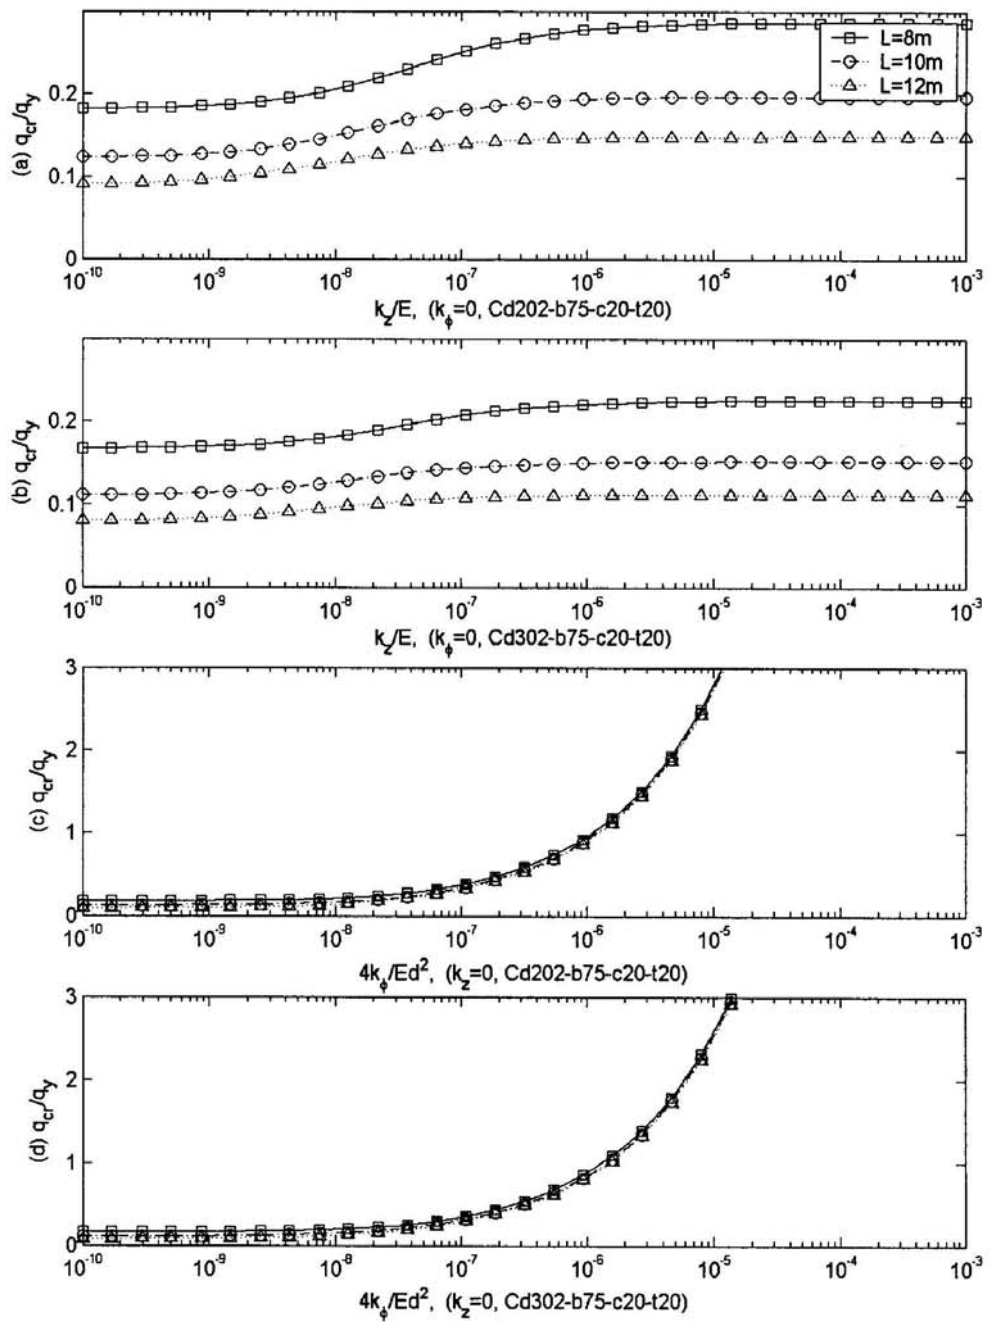 L=8m
L=10m
L=12m
(a) q_cr/q_y
0.2
0.1
0
10^-10 10^-9 10^-8 10^-7 10^-6 10^-5 10^-4 10^-3
k_z/E, (k_ϕ=0, Cd202-b75-c20-t20)
(b) q_cr/q_y
0.2
0.1
0
10^-10 10^-9 10^-8 10^-7 10^-6 10^-5 10^-4 10^-3
k_z/E, (k_ϕ=0, Cd302-b75-c20-t20)
(c) q_cr/q_y
3
2
1
0
10^-10 10^-9 10^-8 10^-7 10^-6 10^-5 10^-4 10^-3
4k_ϕ/Ed^2, (k_z=0, Cd202-b75-c20-t20)
(d) q_cr/q_y
3
2
1
0
10^-10 10^-9 10^-8 10^-7 10^-6 10^-5 10^-4 10^-3
4k_ϕ/Ed^2, (k_z=0, Cd302-b75-c20-t20)